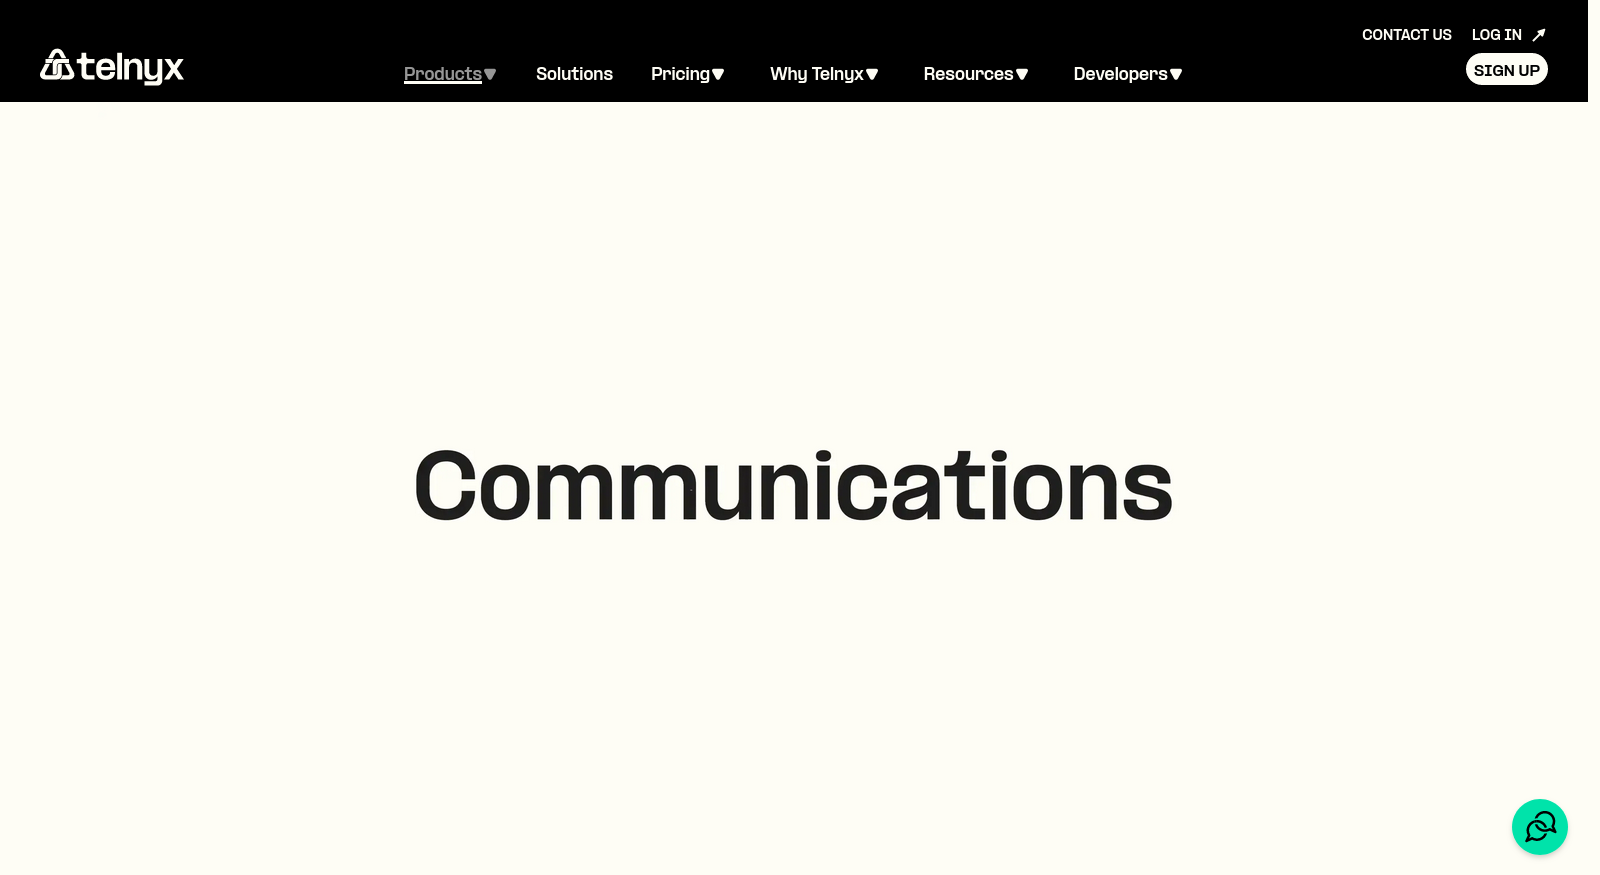 CONTACT US LOG IN
telnyx Products Solutions Pricing Why Telnyx Resources Developers SIGN UP
Communications